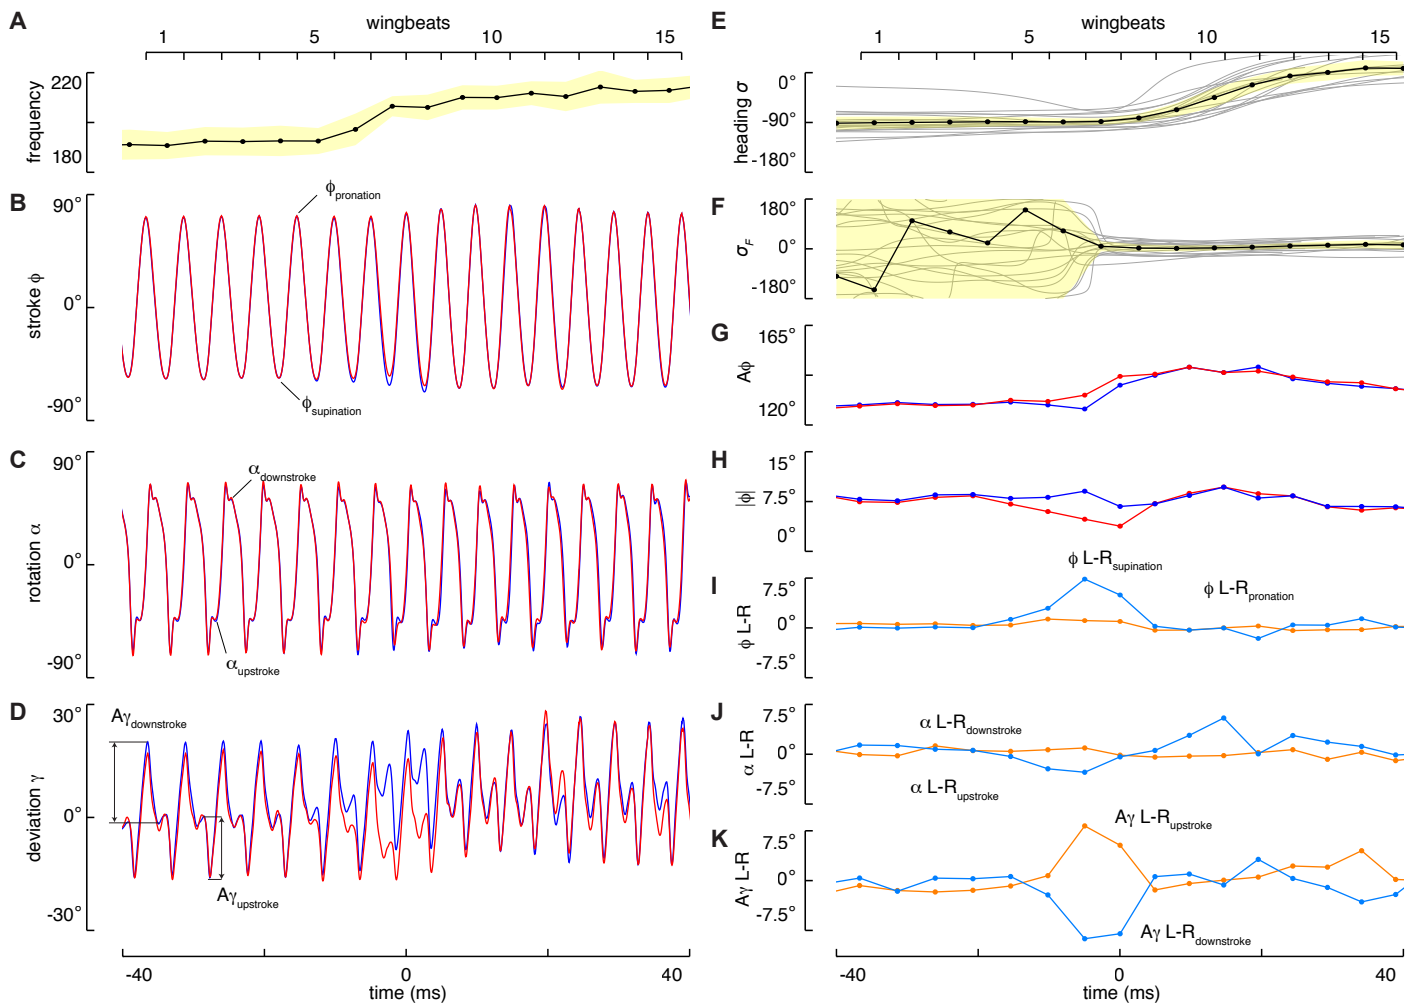 A
wingbeats
1 5 10 15
frequency
220
180
B
stroke ϕ
90°
0°
-90°
ϕpronation
ϕsupination
C
rotation α
90°
0°
-90°
αdownstroke
αupstroke
D
deviation γ
30°
0°
-30°
Aγdownstroke
Aγupstroke
-40 0 40
time (ms)
E
wingbeats
1 5 10 15
heading σ
0°
-90°
-180°
F
σF
180°
0°
-180°
G
Aϕ
165°
120°
H
|ϕ|
15°
7.5°
0°
I
ϕ L-R
7.5°
0°
-7.5°
ϕ L-Rsupination
ϕ L-Rpronation
J
α L-R
7.5°
0°
-7.5°
α L-Rdownstroke
α L-Rupstroke
K
Aγ L-R
7.5°
0°
-7.5°
Aγ L-Rupstroke
Aγ L-Rdownstroke
-40 0 40
time (ms)